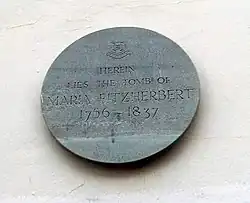 HEREIN
LIES THE TOMB OF
MARIA FITZHERBERT
1756 - 1837